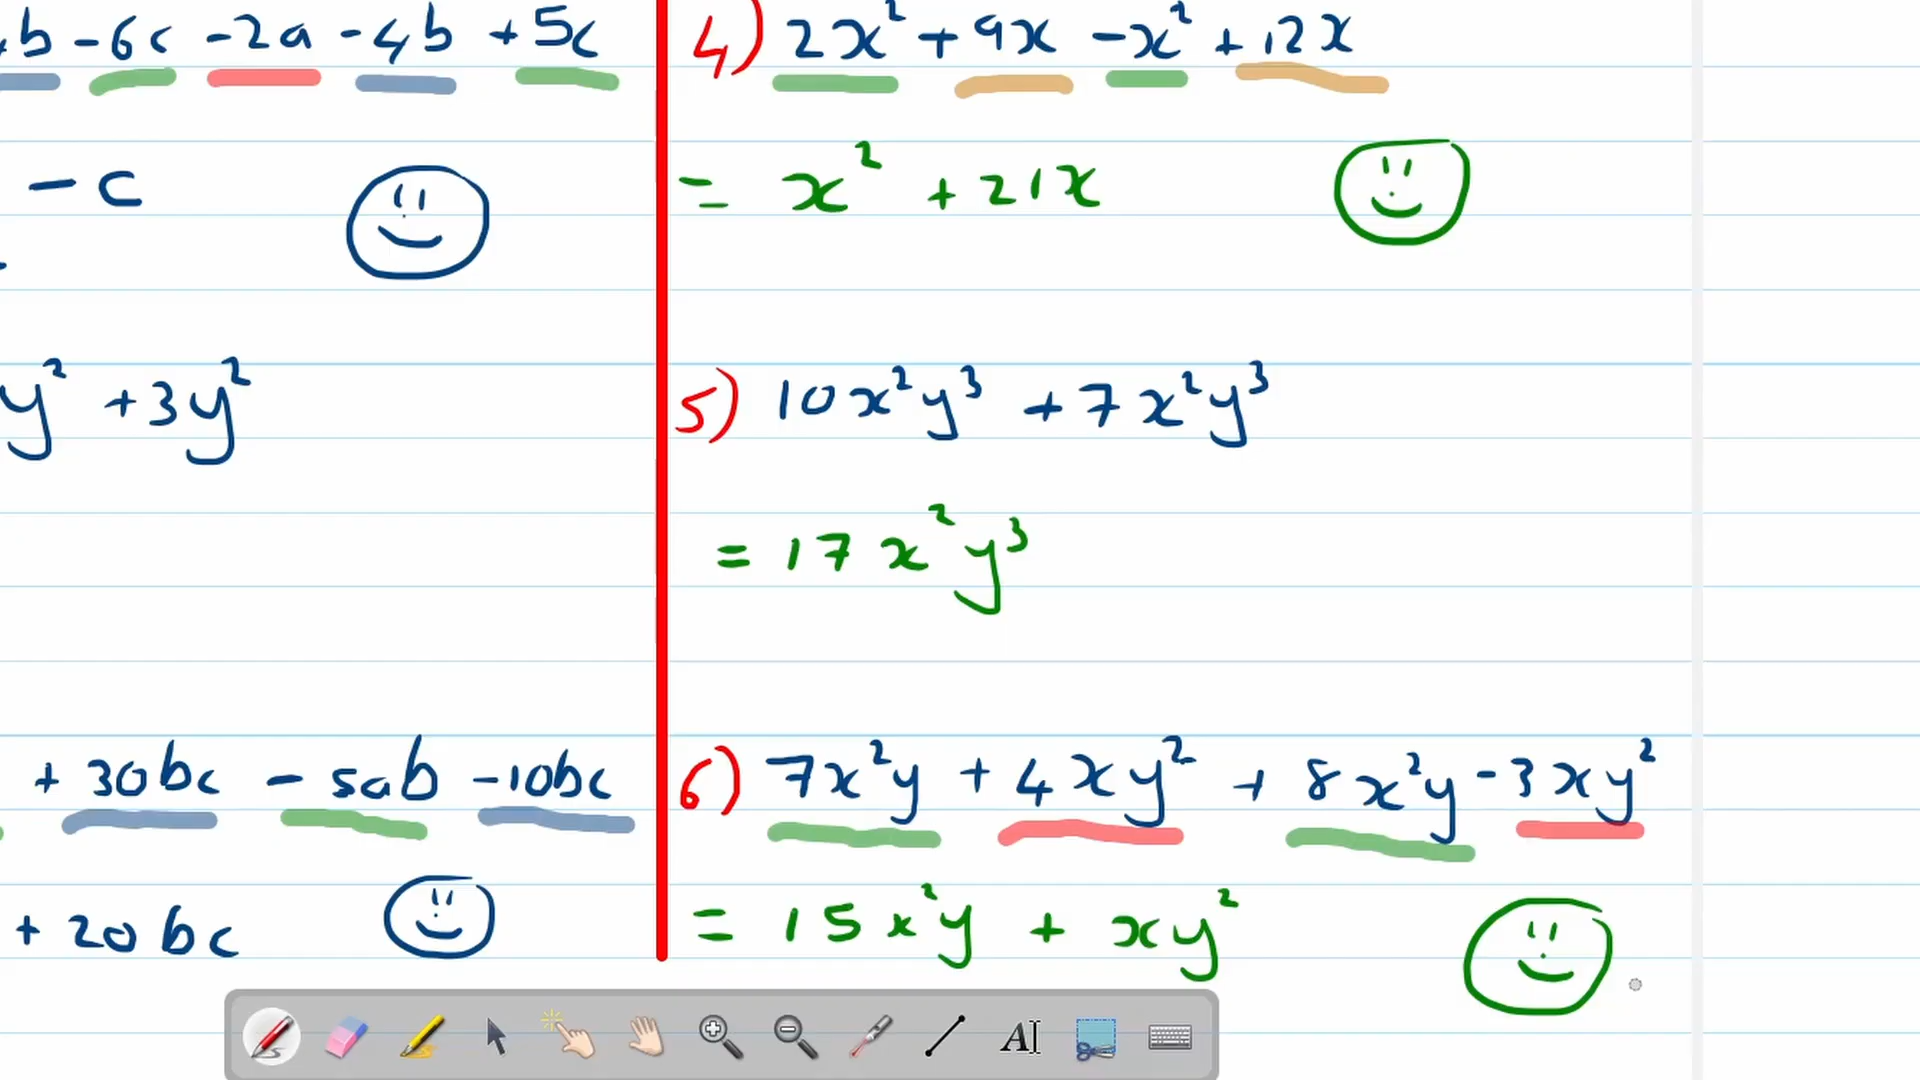 b - 6c - 2a - 4b + 5c
- c
y² + 3y²
+ 30bc - 5ab - 10bc
+ 20bc
4) 2x² + 9x - x² + 12x
= x² + 21x
5) 10x²y³ + 7x²y³
= 17x²y³
6) 7x²y + 4xy² + 8x²y - 3xy²
= 15x²y + xy²
AI